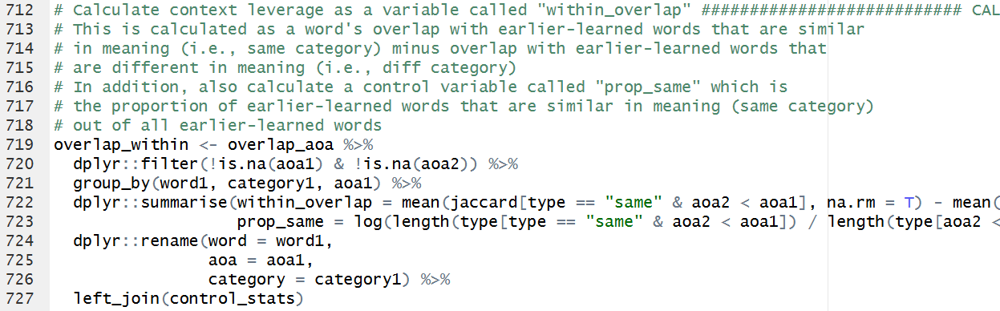 712 # Calculate context leverage as a variable called "within_overlap" ########################### CAL
713 # This is calculated as a word's overlap with earlier-learned words that are similar
714 # in meaning (i.e., same category) minus overlap with earlier-learned words that
715 # are different in meaning (i.e., diff category)
716 # In addition, also calculate a control variable called "prop_same" which is
717 # the proportion of earlier-learned words that are similar in meaning (same category)
718 # out of all earlier-learned words
719 overlap_within <- overlap_aoa %>%
720   dplyr::filter(!is.na(aoa1) & !is.na(aoa2)) %>%
721   group_by(word1, category1, aoa1) %>%
722   dplyr::summarise(within_overlap = mean(jaccard[type == "same" & aoa2 < aoa1], na.rm = T) - mean(
723                    prop_same = log(length(type[type == "same" & aoa2 < aoa1]) / length(type[aoa2 <
724   dplyr::rename(word = word1,
725                 aoa = aoa1,
726                 category = category1) %>%
727   left_join(control_stats)